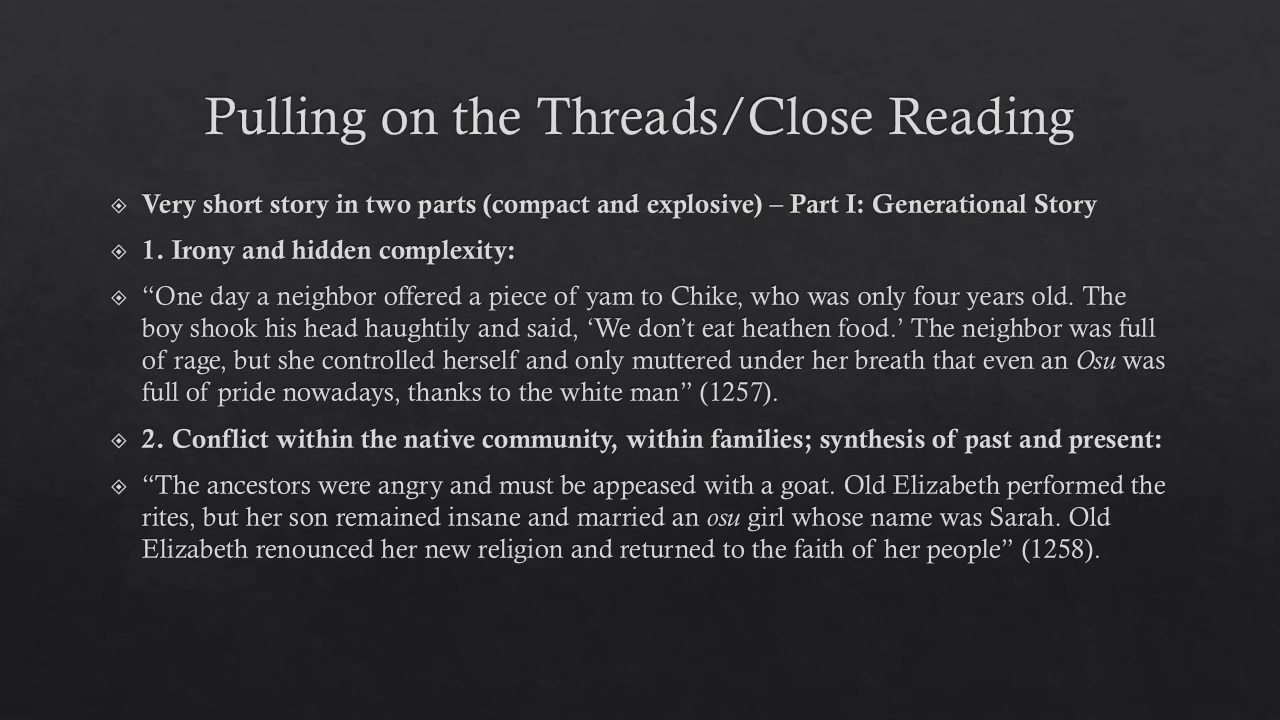 Pulling on the Threads/Close Reading
Very short story in two parts (compact and explosive) – Part I: Generational Story
1. Irony and hidden complexity:
“One day a neighbor offered a piece of yam to Chike, who was only four years old. The
boy shook his head haughtily and said, ‘We don’t eat heathen food.’ The neighbor was full
of rage, but she controlled herself and only muttered under her breath that even an Osu was
full of pride nowadays, thanks to the white man” (1257).
2. Conflict within the native community, within families; synthesis of past and present:
“The ancestors were angry and must be appeased with a goat. Old Elizabeth performed the
rites, but her son remained insane and married an osu girl whose name was Sarah. Old
Elizabeth renounced her new religion and returned to the faith of her people” (1258).